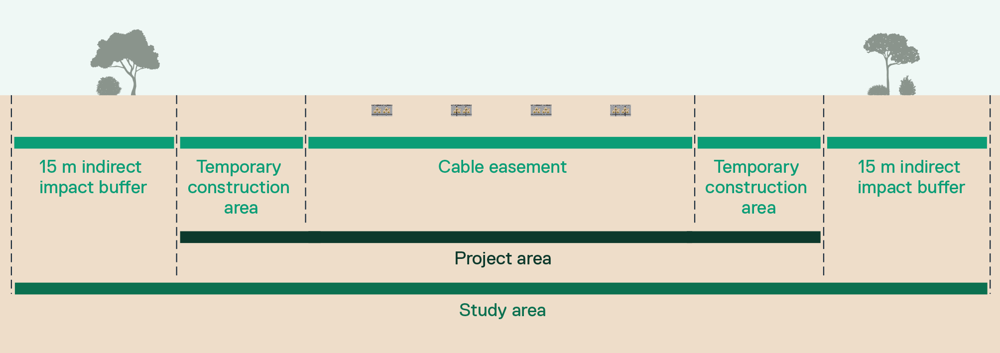 15 m indirect
impact buffer
Temporary
construction
area
Cable easement
Temporary
construction
area
15 m indirect
impact buffer
Project area
Study area